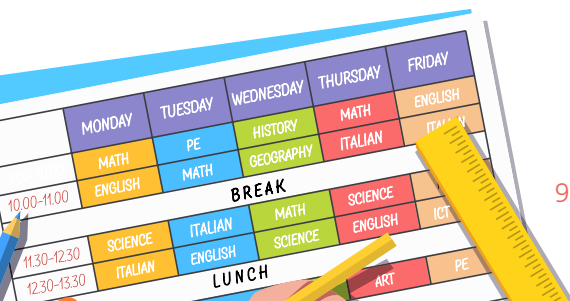 MONDAY TUESDAY WEDNESDAY THURSDAY FRIDAY
MATH PE HISTORY MATH ENGLISH
10.00-11.00 ENGLISH MATH GEOGRAPHY ITALIAN
BREAK
11.30-12.30 SCIENCE ITALIAN MATH SCIENCE
12.30-13.30 ITALIAN ENGLISH SCIENCE ENGLISH ICT
LUNCH
ART PE
9